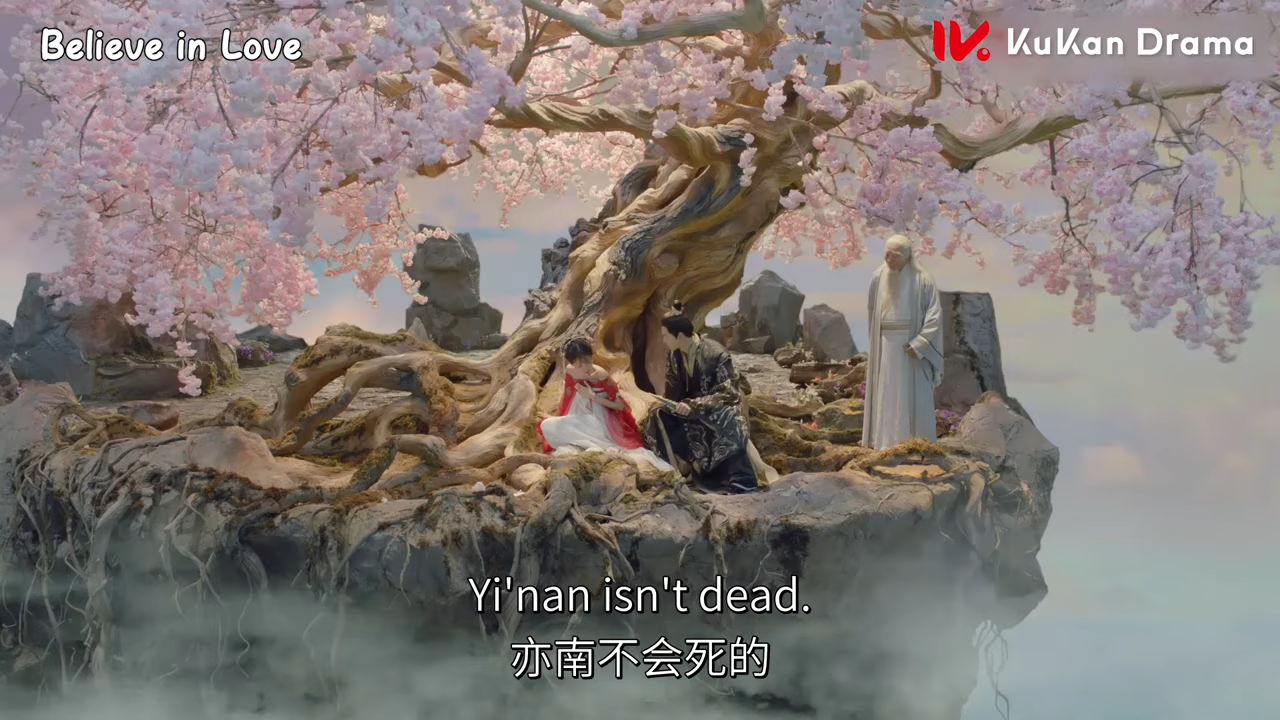 Believe in Love
KuKan Drama
Yi'nan isn't dead.
亦南不会死的